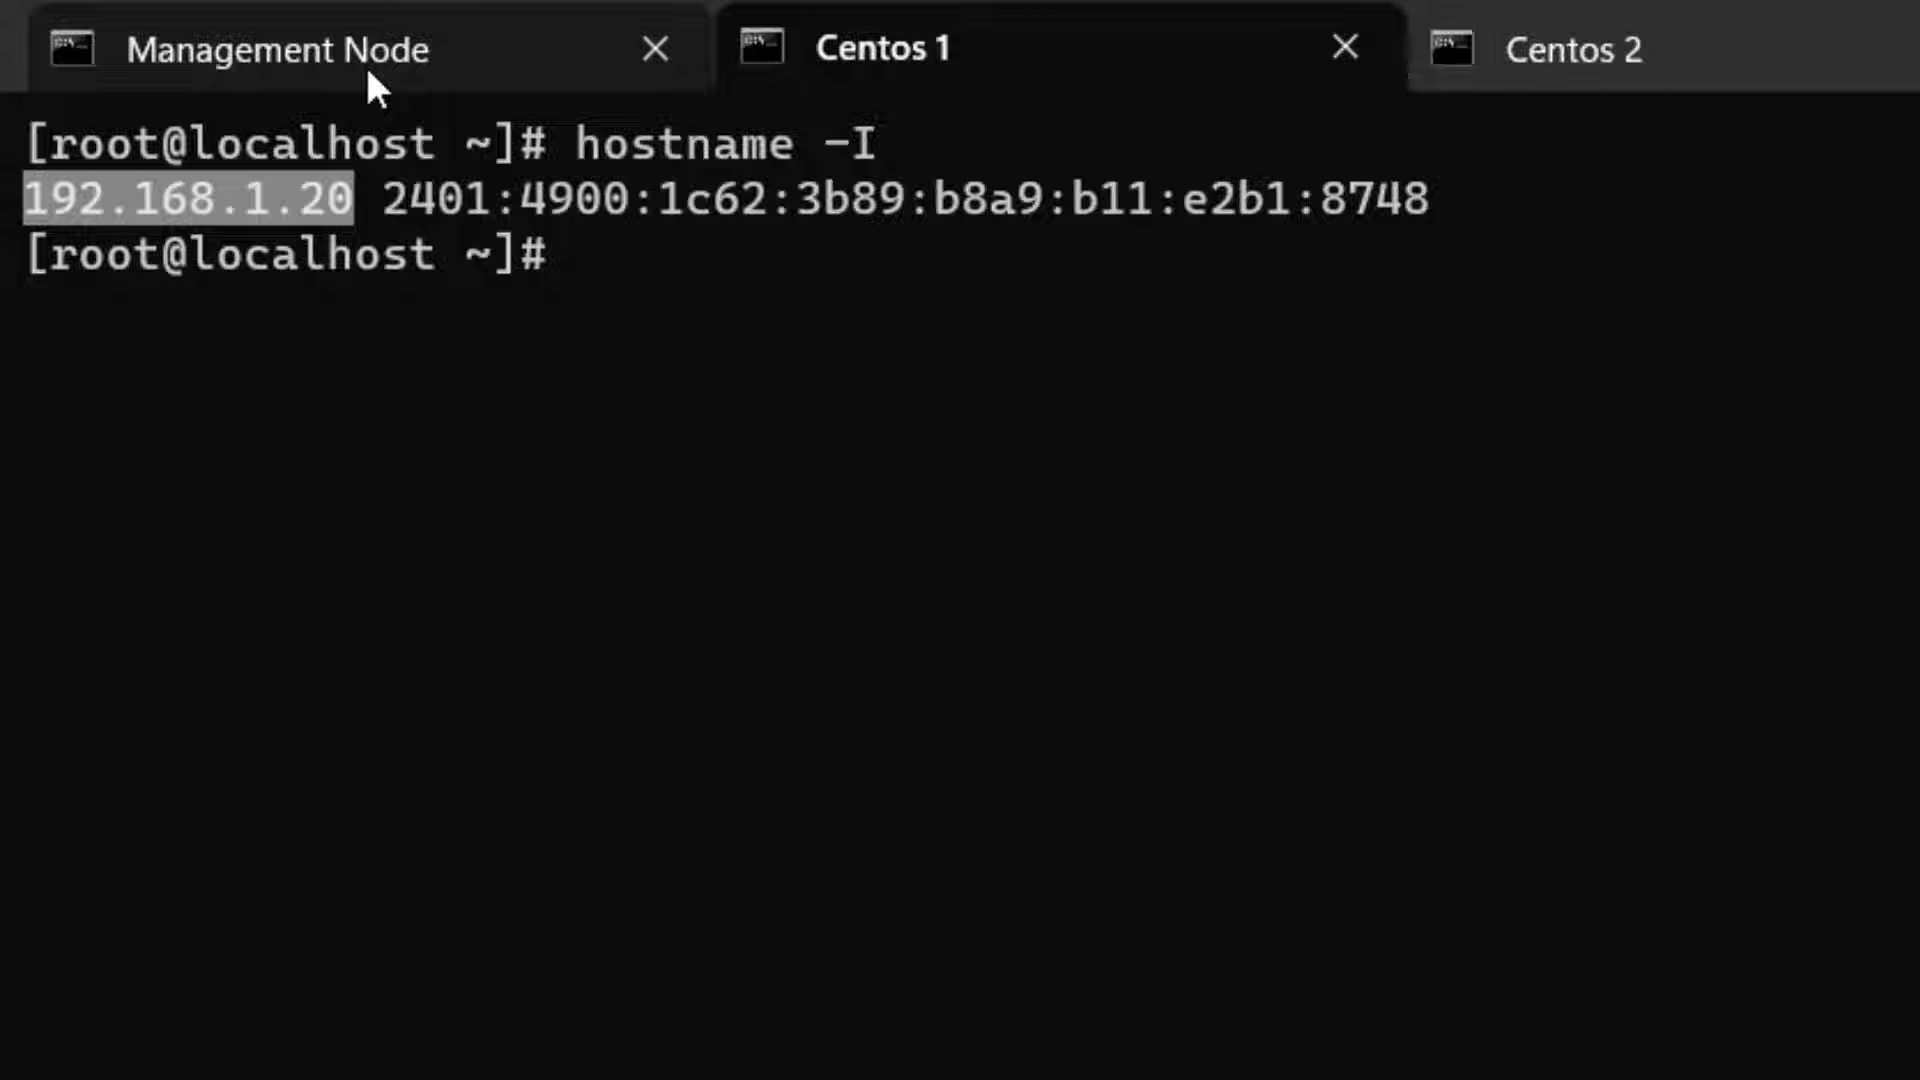 Management Node Centos 1 Centos 2
[root@localhost ~]# hostname -I
192.168.1.20 2401:4900:1c62:3b89:b8a9:b11:e2b1:8748
[root@localhost ~]#